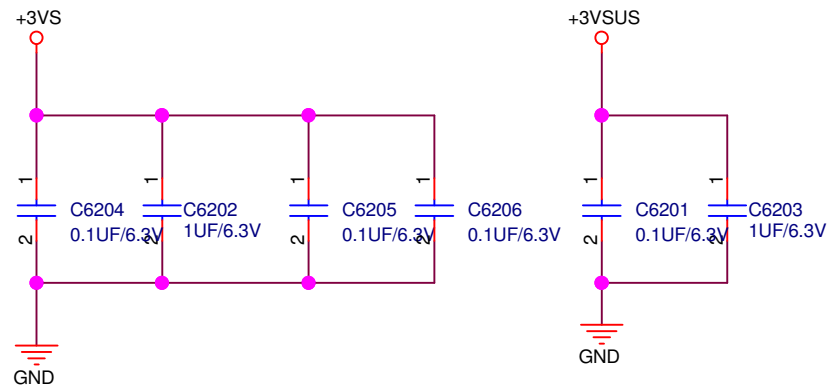 +3VS
+3VSUS
1
1
1
1
1
1
C6204
C6202
C6205
C6206
C6201
C6203
0.1UF/6.3V
1UF/6.3V
0.1UF/6.3V
0.1UF/6.3V
0.1UF/6.3V
1UF/6.3V
2
2
2
2
2
2
GND
GND